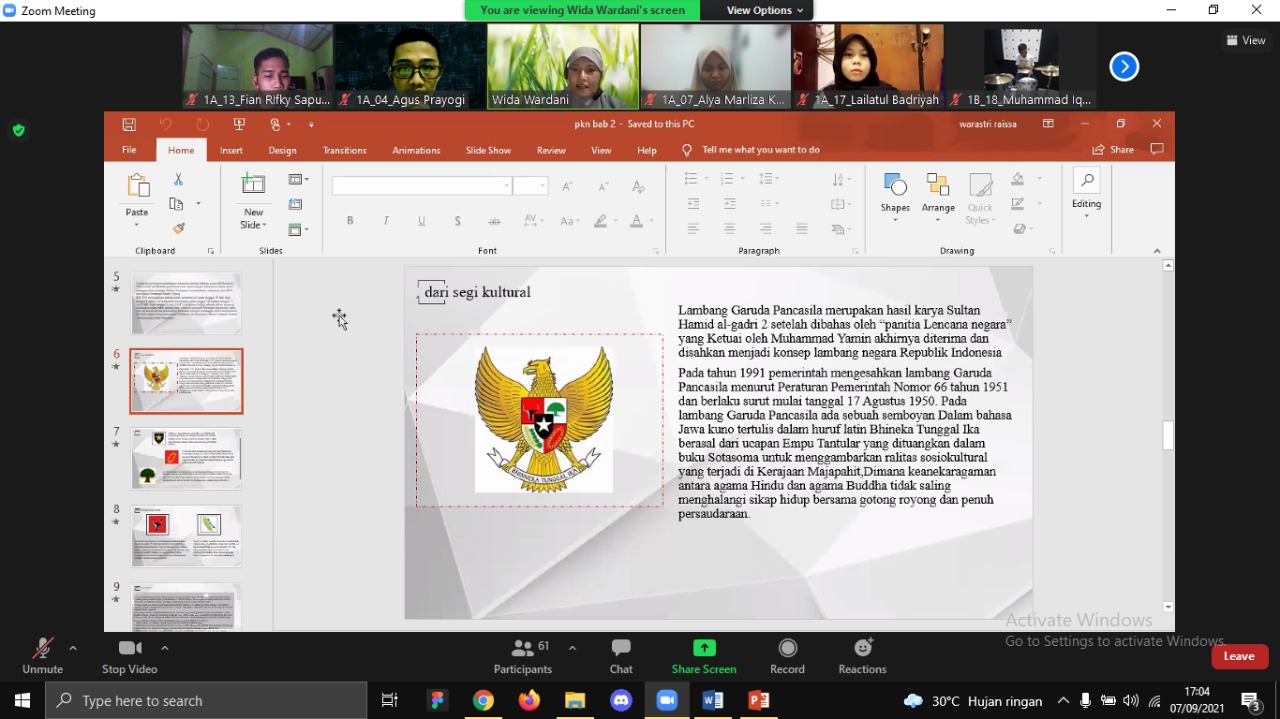 Zoom Meeting
You are viewing Wida Wardani's screen
View Options
View
1A_13_Fian RIfky Sapu...
1A_04_Agus Prayogi
Wida Wardani
1A_07_Alya Marliza K...
1A_17_Lailatul Badriyah
1B_18_Muhammad Iq...
pkn bab 2 - Saved to this PC
warastri raissa
File
Home
Insert
Design
Transitions
Animations
Slide Show
Review
View
Help
Tell me what you want to do
Share
Paste
New
Slide
Shapes
Arrange
Quick
Styles
Editing
Clipboard
Slides
Font
Paragraph
Drawing
5
6
7
8
9
dari segi kultural
Lambang Garuda Pancasila merupakan hasil karya Sultan
Hamid al-gadri 2 setelah dibahas oleh “panitia Lencana negara”
yang Ketuai oleh Muhammad Yamin akhirnya diterima dan
disahkan menjadi konsep lambang negara Republik Indonesia
Pada tahun 1991 pemerintah mengesahkan lambang Garuda
Pancasila menurut Peraturan Pemerintah Nomor 66 tahun 1951
dan berlaku surut mulai tanggal 17 Agustus 1950. Pada
lambang Garuda Pancasila ada sebuah semboyan Dalam bahasa
Jawa kuno tertulis dalam huruf latin Bhineka Tunggal Ika
berasal dari ucapan Empu Tantular yang dituangkan dalam
buku Sotasoma untuk menggambarkan ralitas sosiokultural
yang terjadi di Kerajaan Majapahit,Dimana keanekaragaman
antara agama Hindu dan agama Buddha tidak saling
menghalangi sikap hidup bersama gotong royong dan penuh
persaudaraan.
Activate Windows
Go to Settings to activate Windows.
Unmute
Stop Video
61
Participants
Chat
Share Screen
Record
Reactions
Leave
Type here to search
30°C Hujan ringan
17:04
07/09/2021
3